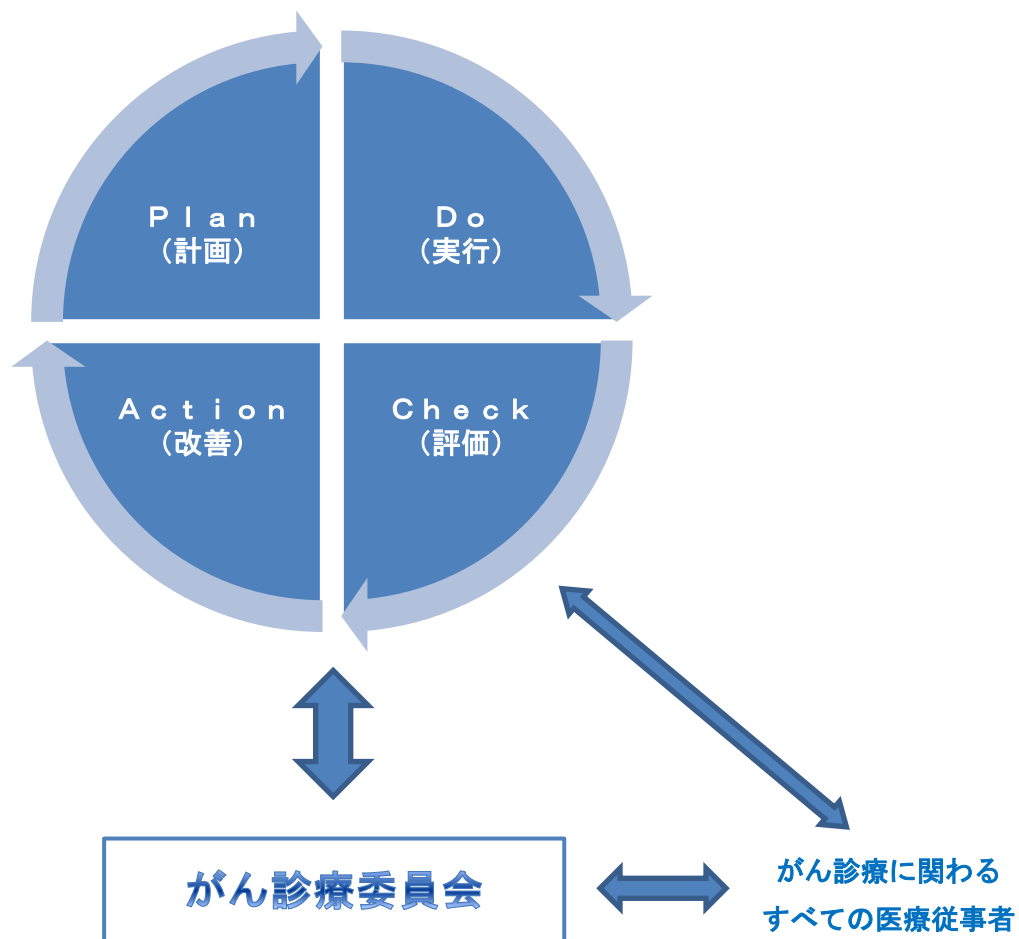 Ｐｌａｎ
（計画）
Ｄｏ
（実行）
Ａｃｔｉｏｎ
（改善）
Ｃｈｅｃｋ
（評価）
がん診療委員会
がん診療に関わる
すべての医療従事者